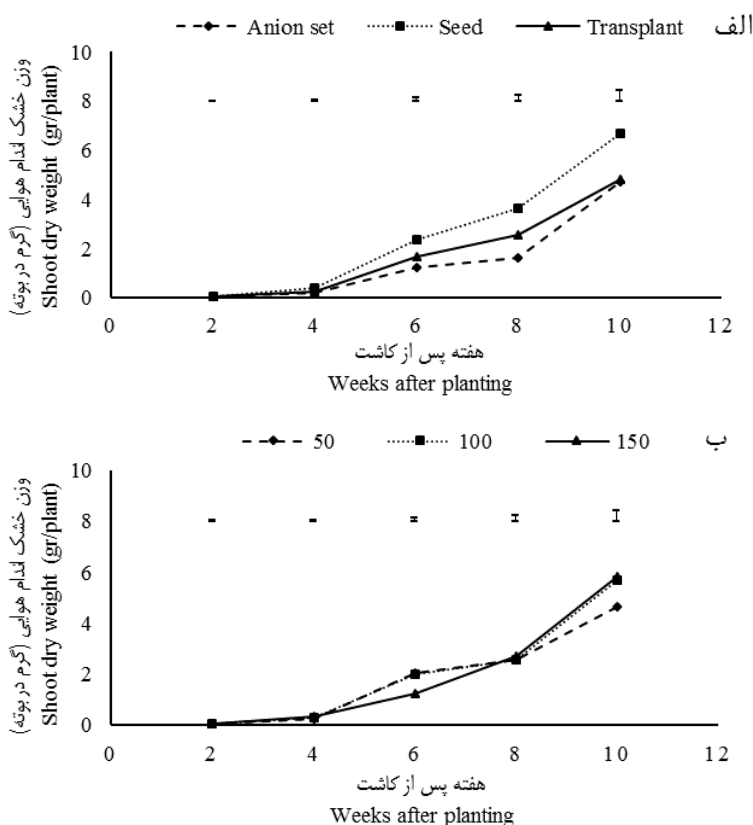 Anion set Seed Transplant الف
10
8
6
4
2
0
وزن خشک اندام هوایی (گرم در بوته)
Shoot dry weight (gr/plant)
0 2 4 6 8 10 12
هفته پس از کاشت
Weeks after planting
50 100 150 ب
10
8
6
4
2
0
وزن خشک اندام هوایی (گرم در بوته)
Shoot dry weight (gr/plant)
0 2 4 6 8 10 12
هفته پس از کاشت
Weeks after planting